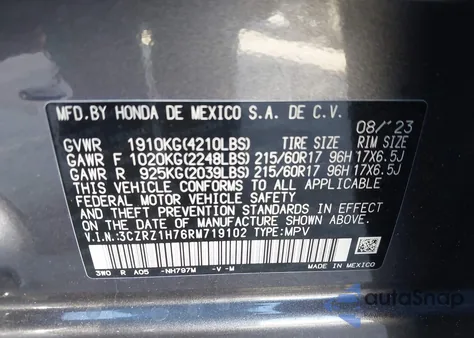 MFD.BY HONDA DE MEXICO S.A. DE C.V.
08/ 23
GVWR 1910KG(4210LBS) TIRE SIZE RIM SIZE
GAWR F 1020KG(2248LBS) 215/60R17 96H 17X6.5J
GAWR R 925KG(2039LBS) 215/60R17 96H 17X6.5J
THIS VEHICLE CONFORMS TO ALL APPLICABLE
FEDERAL MOTOR VEHICLE SAFETY STANDARDS IN EFFECT
ON THE DATE OF MANUFACTURE SHOWN ABOVE.
V.I.N.:3CZRZ1H76RM719102 TYPE:MPV
3W0 R A05 -NH797M -V -M
MADE IN MEXICO
autoSnap